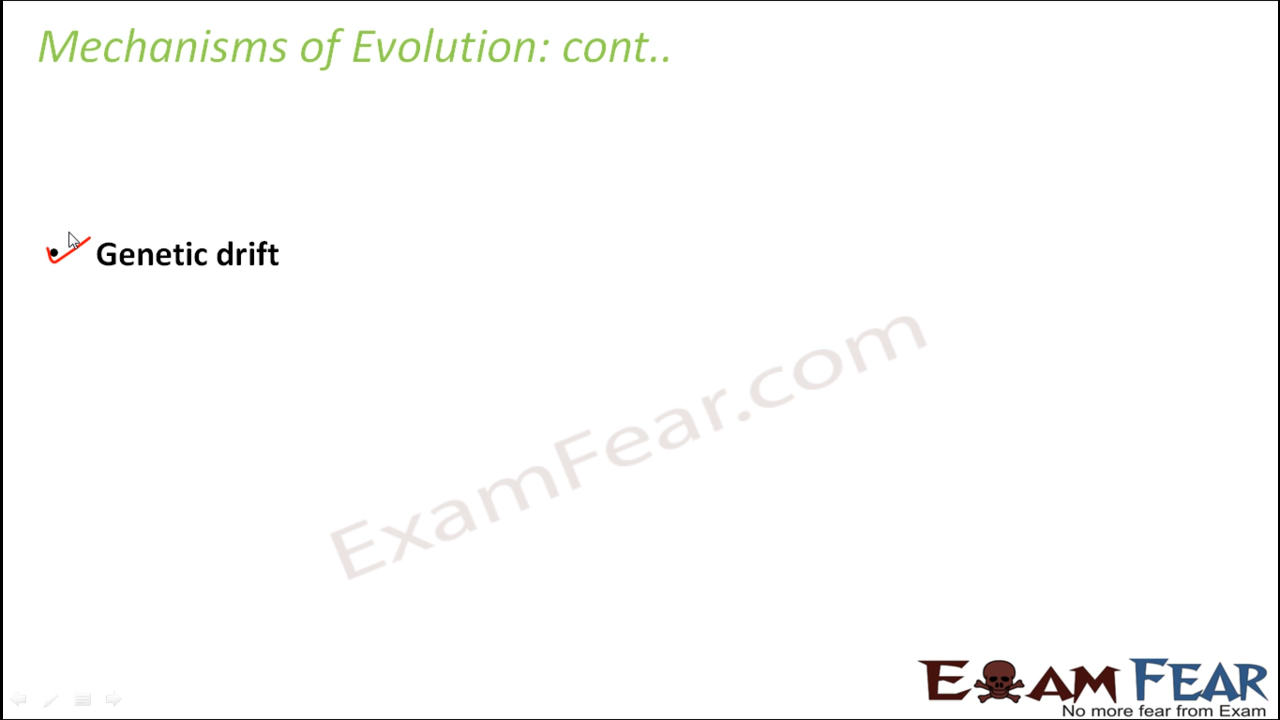 Mechanisms of Evolution: cont..
• Genetic drift
ExamFear.com
EXAM FEAR
No more fear from Exam